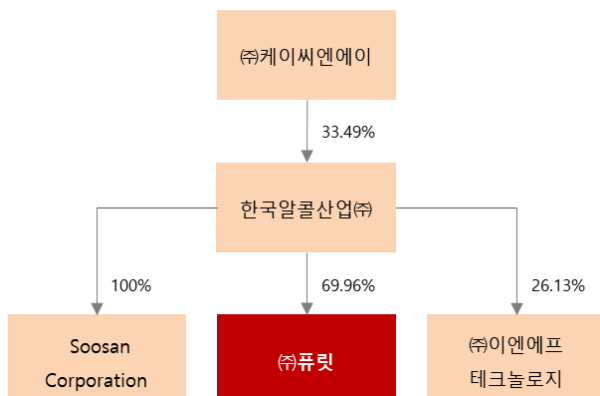 ㈜케이씨엔에이
33.49%
한국알콜산업㈜
100%
69.96%
26.13%
Soosan
Corporation
㈜퓨릿
㈜이엔에프
테크놀로지